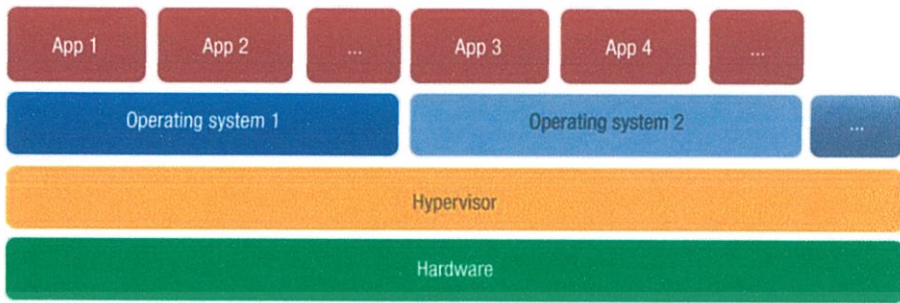 App 1 App 2 ... App 3 App 4 ...
Operating system 1 Operating system 2 ...
Hypervisor
Hardware